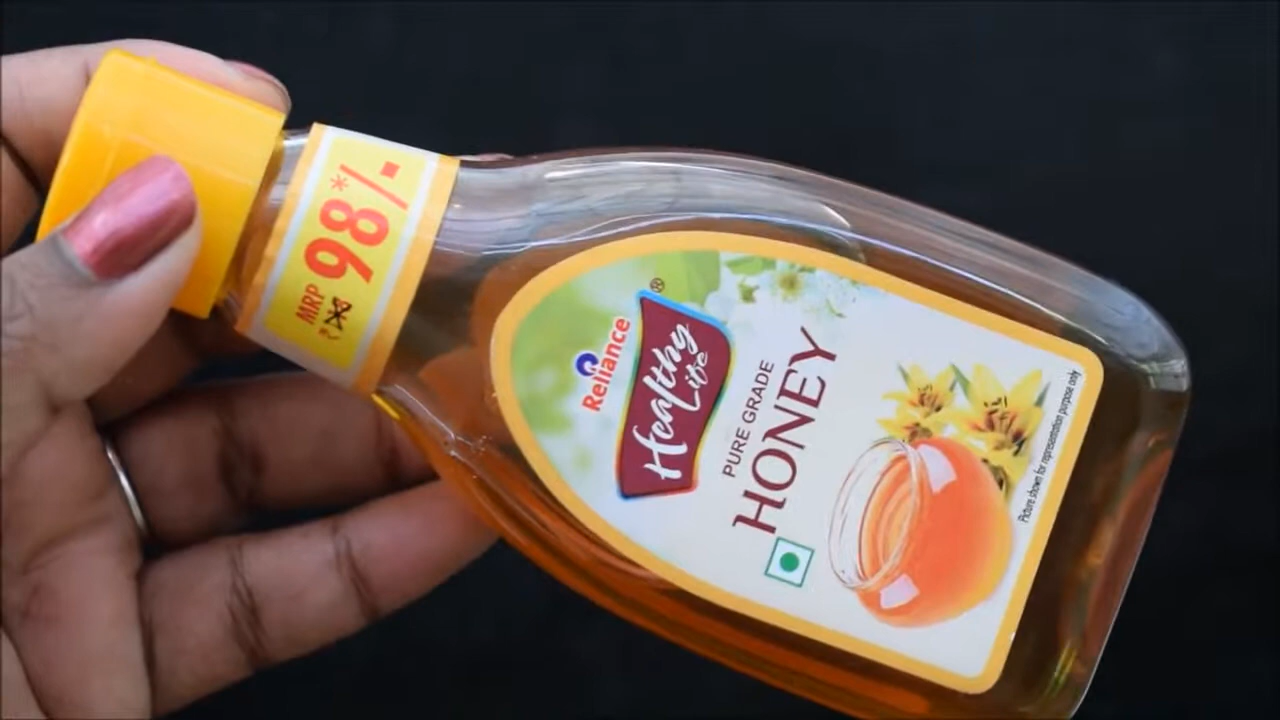 MRP 98*/-
₹
Reliance
Healthy
Life
®
PURE GRADE
HONEY
Picture shown for representation purpose only